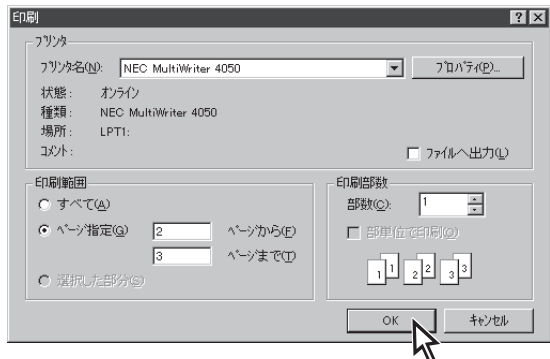 印刷
プリンタ
プリンタ名(N): NEC MultiWriter 4050 プロパティ(P)...
状態: オンライン
種類: NEC MultiWriter 4050
場所: LPT1:
コメント: ファイルへ出力(L)
印刷範囲
すべて(A)
ページ指定(G) 2 ページから(F)
3 ページまで(T)
選択した部分(S)
印刷部数
部数(C): 1
部単位で印刷(O)
1 1 2 2 3 3
OK キャンセル